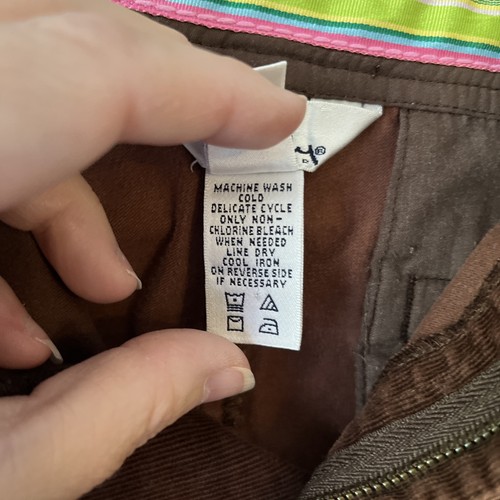 MACHINE WASH
COLD
DELICATE CYCLE
ONLY NON-
CHLORINE BLEACH
WHEN NEEDED
LINE DRY
COOL IRON
ON REVERSE SIDE
IF NECESSARY